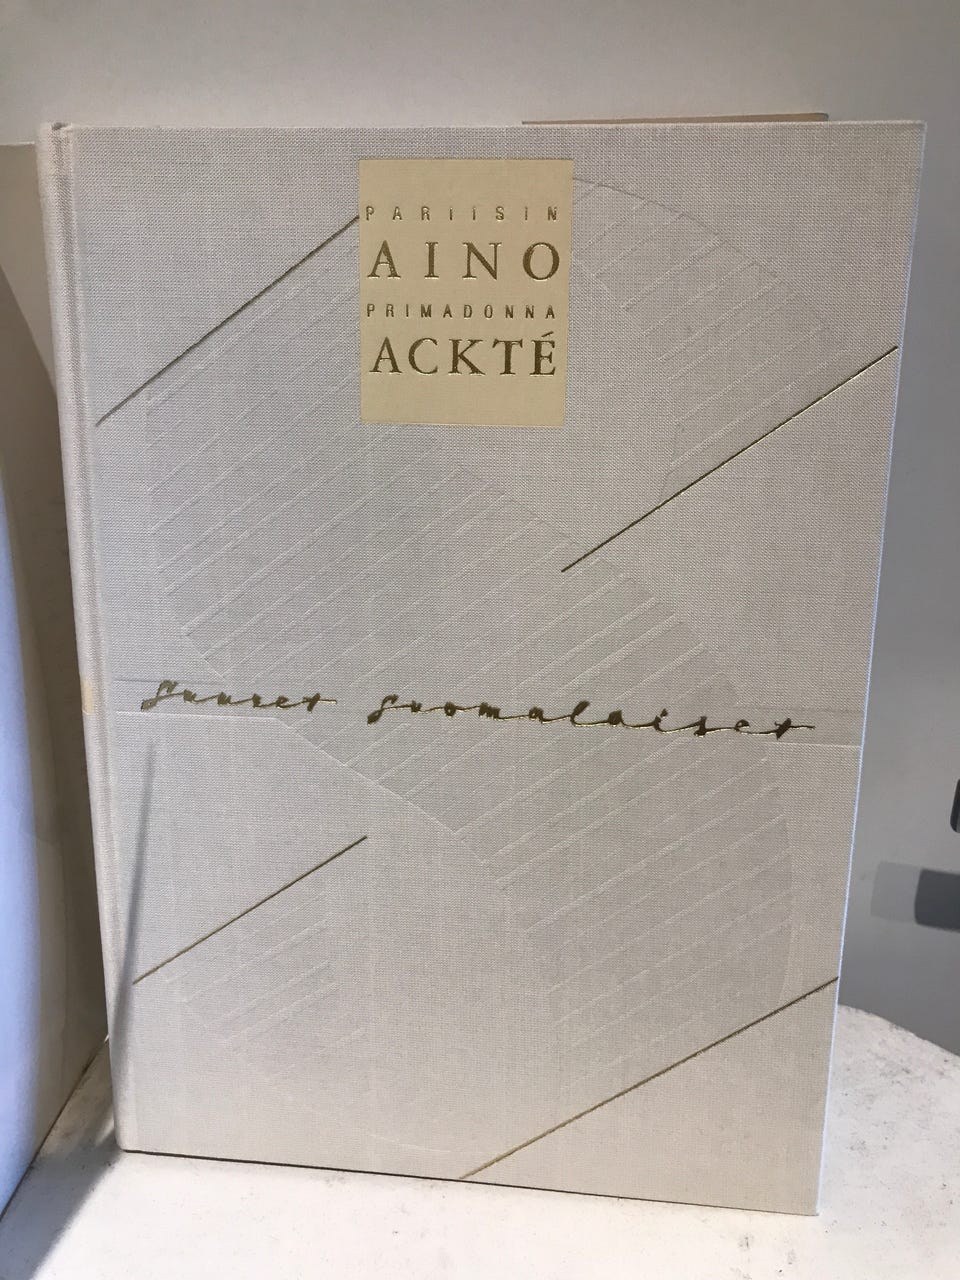 PARIISIN
AINO
PRIMADONNA
ACKTÉ
suuret suomalaiset